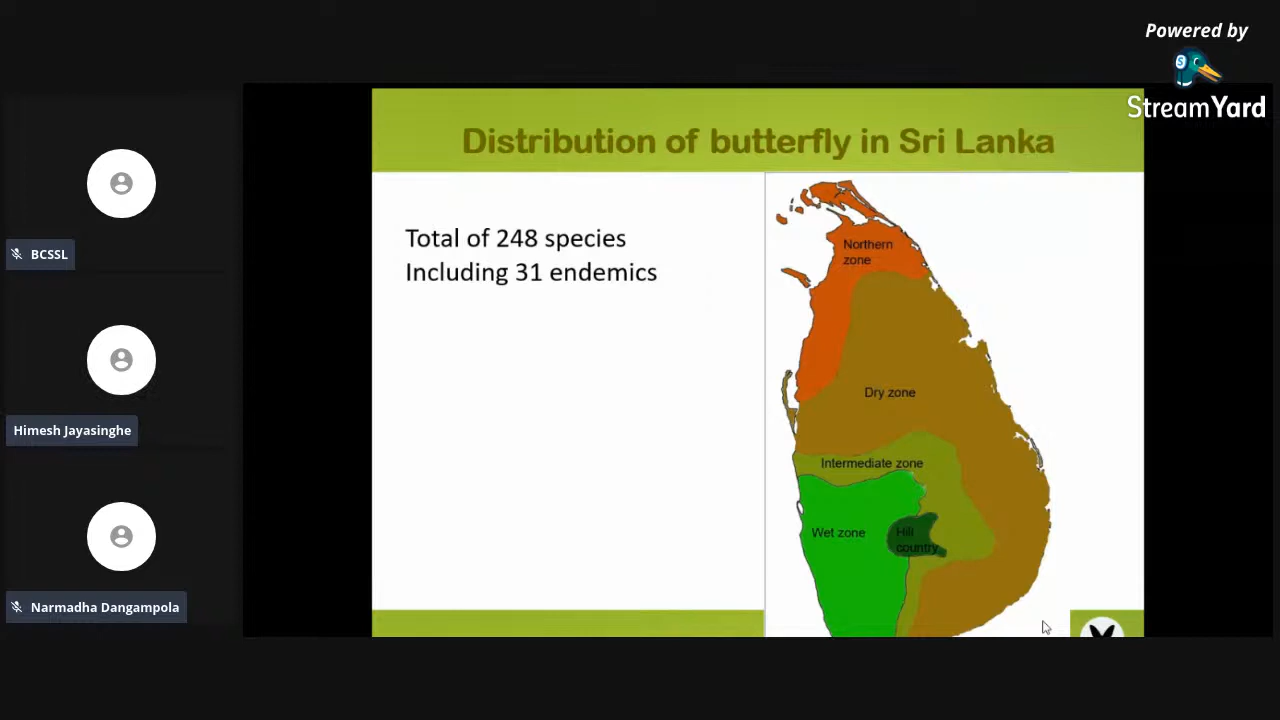 Powered by
StreamYard
Distribution of butterfly in Sri Lanka
Total of 248 species
Including 31 endemics
Northern
zone
Dry zone
Intermediate zone
Wet zone
Hill
country
BCSSL
Himesh Jayasinghe
Narmadha Dangampola